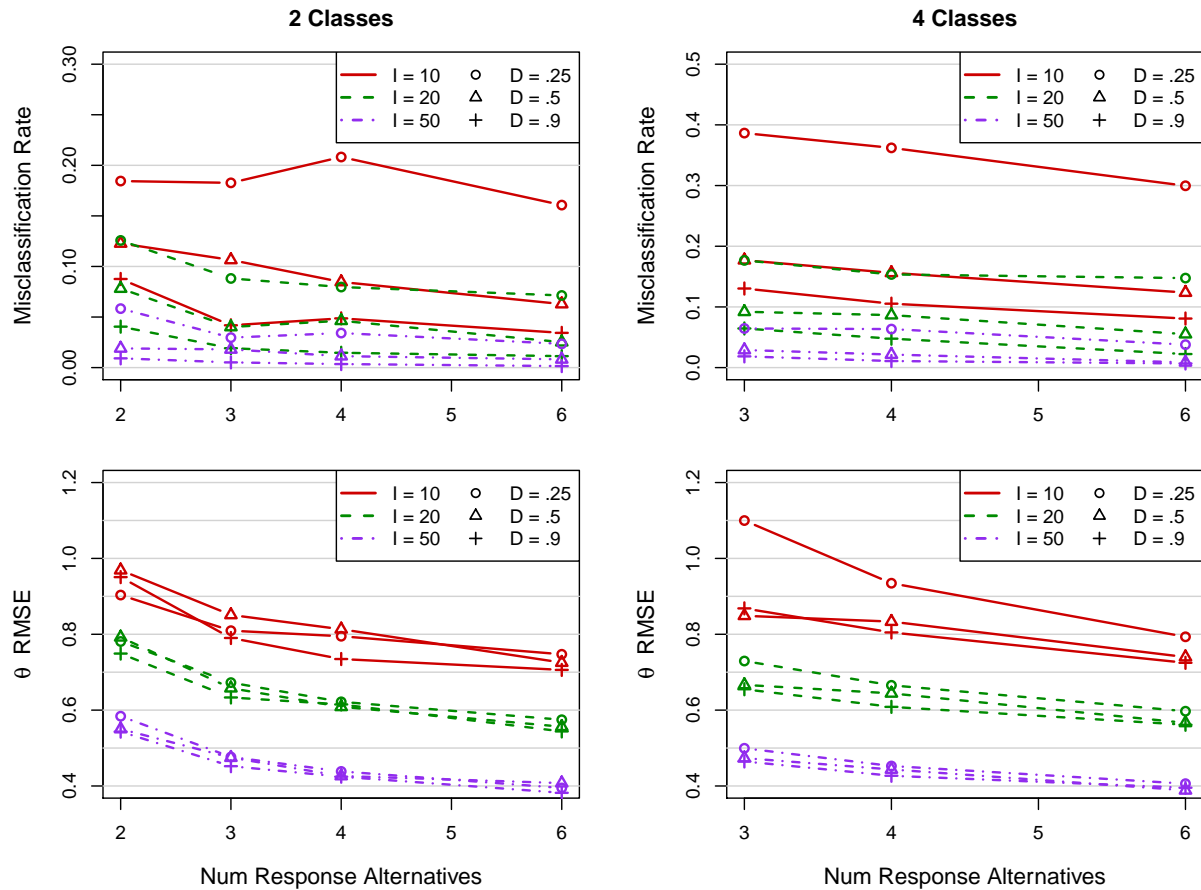 2 Classes
4 Classes
Misclassification Rate
0.00 0.10 0.20 0.30
I = 10 D = .25
I = 20 D = .5
I = 50 D = .9
2 3 4 5 6
Misclassification Rate
0.0 0.1 0.2 0.3 0.4 0.5
I = 10 D = .25
I = 20 D = .5
I = 50 D = .9
3 4 5 6
θ RMSE
0.4 0.6 0.8 1.0 1.2
I = 10 D = .25
I = 20 D = .5
I = 50 D = .9
2 3 4 5 6
Num Response Alternatives
θ RMSE
0.4 0.6 0.8 1.0 1.2
I = 10 D = .25
I = 20 D = .5
I = 50 D = .9
3 4 5 6
Num Response Alternatives